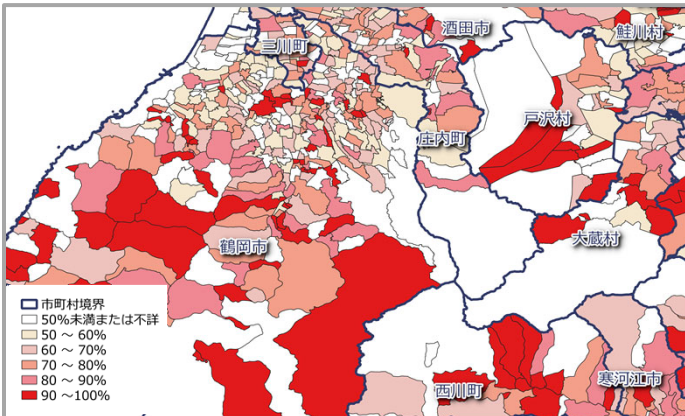 酒田市
鮭川村
三川町
戸沢村
庄内町
鶴岡市
大蔵村
西川町
寒河江市
市町村境界
50%未満または不詳
50 ～ 60%
60 ～ 70%
70 ～ 80%
80 ～ 90%
90 ～100%